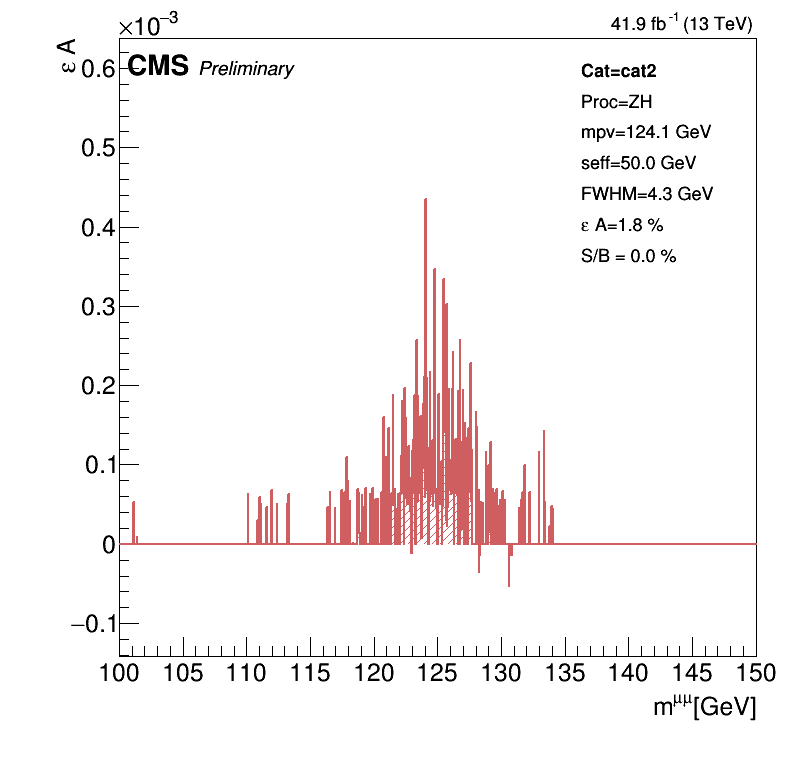 ×10⁻³
41.9 fb⁻¹ (13 TeV)
ε A
CMS Preliminary
Cat=cat2
Proc=ZH
mpv=124.1 GeV
seff=50.0 GeV
FWHM=4.3 GeV
ε A=1.8 %
S/B = 0.0 %
0.6
0.5
0.4
0.3
0.2
0.1
0
−0.1
100 105 110 115 120 125 130 135 140 145 150
m^μμ[GeV]